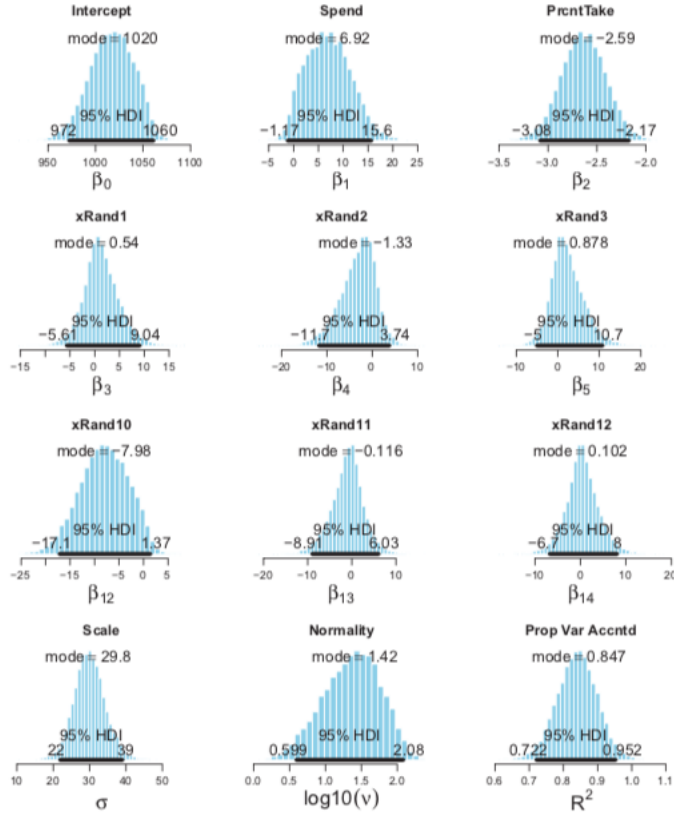 Intercept
mode = 1020
95% HDI
972 1060
950 1000 1050 1100
β0
Spend
mode = 6.92
95% HDI
−1.17 15.6
−5 0 5 10 15 20 25
β1
PrcntTake
mode = −2.59
95% HDI
−3.08 −2.17
−3.5 −3.0 −2.5 −2.0
β2
xRand1
mode = 0.54
95% HDI
−5.61 9.04
−15 −10 −5 0 5 10 15
β3
xRand2
mode = −1.33
95% HDI
−11.7 3.74
−20 −10 0 10
β4
xRand3
mode = 0.878
95% HDI
−5 10.7
−10 0 10 20
β5
xRand10
mode = −7.98
95% HDI
−17.1 1.37
−25 −15 −5 0 5
β12
xRand11
mode = −0.116
95% HDI
−8.91 6.03
−20 −10 0 10
β13
xRand12
mode = 0.102
95% HDI
−6.7 8
−10 0 10 20
β14
Scale
mode = 29.8
95% HDI
22 39
10 20 30 40 50
σ
Normality
mode = 1.42
95% HDI
0.599 2.08
0.0 0.5 1.0 1.5 2.0
log10(ν)
Prop Var Accntd
mode = 0.847
95% HDI
0.722 0.952
0.6 0.7 0.8 0.9 1.0 1.1
R²